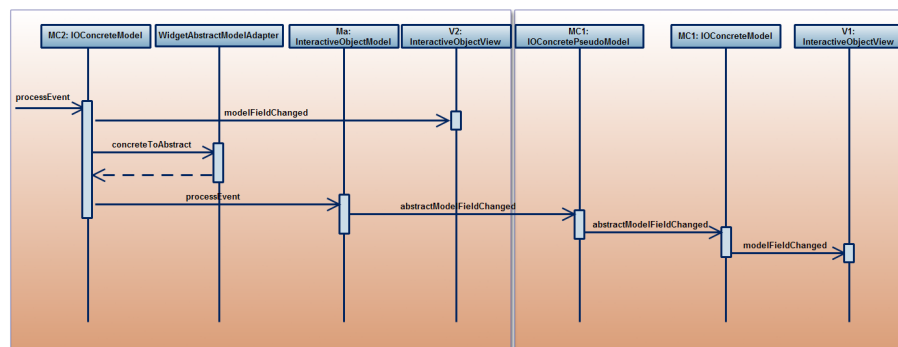 MC2: IOConcreteModel
WidgetAbstractModelAdapter
Ma:
InteractiveObjectModel
V2:
InteractiveObjectView
MC1:
IOConcretePseudoModel
MC1: IOConcreteModel
V1:
InteractiveObjectView
processEvent
modelFieldChanged
concreteToAbstract
processEvent
abstractModelFieldChanged
abstractModelFieldChanged
modelFieldChanged